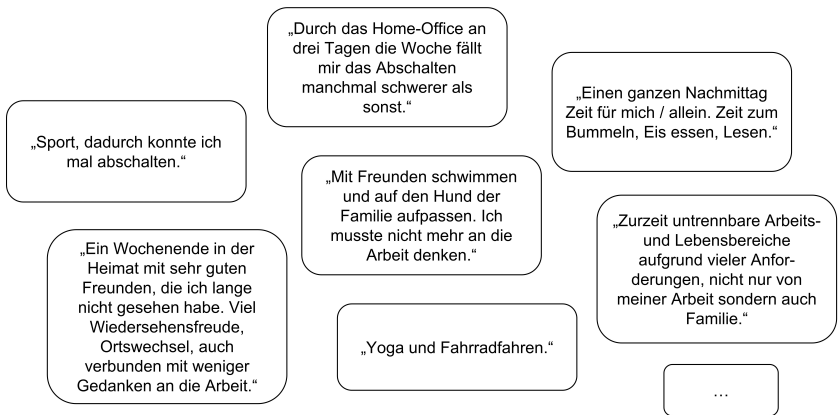 „Durch das Home-Office an
drei Tagen die Woche fällt
mir das Abschalten
manchmal schwerer als
sonst.“
„Einen ganzen Nachmittag
Zeit für mich / allein. Zeit zum
Bummeln, Eis essen, Lesen.“
„Sport, dadurch konnte ich
mal abschalten.“
„Mit Freunden schwimmen
und auf den Hund der
Familie aufpassen. Ich
musste nicht mehr an die
Arbeit denken.“
„Zurzeit untrennbare Arbeits-
und Lebensbereiche
aufgrund vieler Anfor-
derungen, nicht nur von
meiner Arbeit sondern auch
Familie.“
„Ein Wochenende in der
Heimat mit sehr guten
Freunden, die ich lange
nicht gesehen habe. Viel
Wiedersehensfreude,
Ortswechsel, auch
verbunden mit weniger
Gedanken an die Arbeit.“
„Yoga und Fahrradfahren.“
…